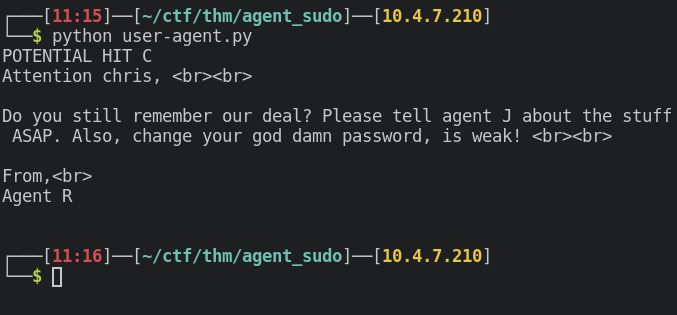 ┌───[11:15]──[~/ctf/thm/agent_sudo]──[10.4.7.210]
└──$ python user-agent.py
POTENTIAL HIT C
Attention chris, <br><br>
Do you still remember our deal? Please tell agent J about the stuff
 ASAP. Also, change your god damn password, is weak! <br><br>
From,<br>
Agent R
┌───[11:16]──[~/ctf/thm/agent_sudo]──[10.4.7.210]
└──$